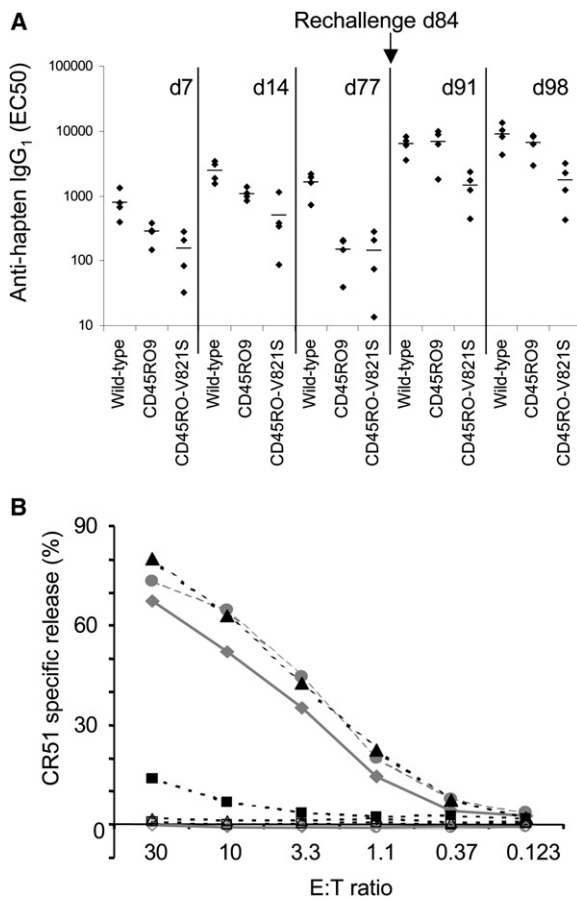 A
Rechallenge d84
Anti-hapten IgG1 (EC50)
100000
10000
1000
100
10
d7
d14
d77
d91
d98
Wild-type
CD45RO9
CD45RO-V821S
Wild-type
CD45RO9
CD45RO-V821S
Wild-type
CD45RO9
CD45RO-V821S
Wild-type
CD45RO9
CD45RO-V821S
Wild-type
CD45RO9
CD45RO-V821S
B
CR51 specific release (%)
90
60
30
0
30
10
3.3
1.1
0.37
0.123
E:T ratio